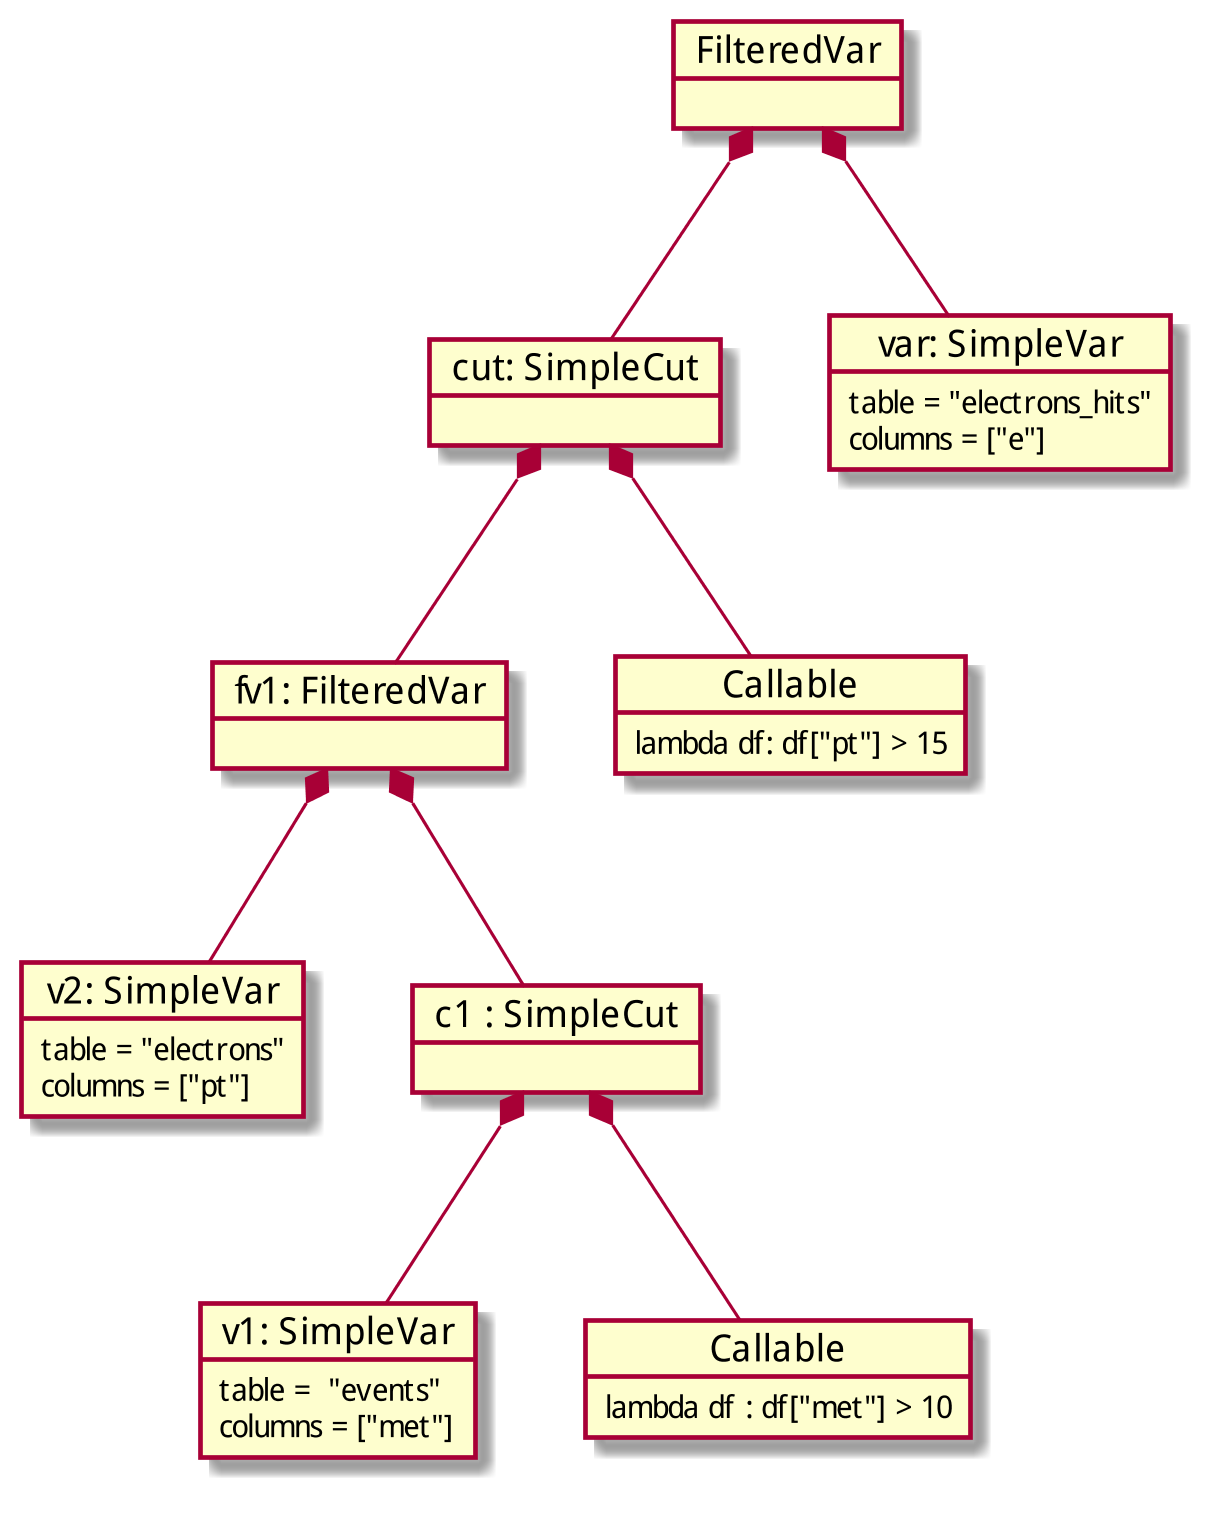 FilteredVar
cut: SimpleCut
var: SimpleVar
table = "electrons_hits"
columns = ["e"]
fv1: FilteredVar
Callable
lambda df: df["pt"] > 15
v2: SimpleVar
table = "electrons"
columns = ["pt"]
c1 : SimpleCut
v1: SimpleVar
table =  "events"
columns = ["met"]
Callable
lambda df : df["met"] > 10